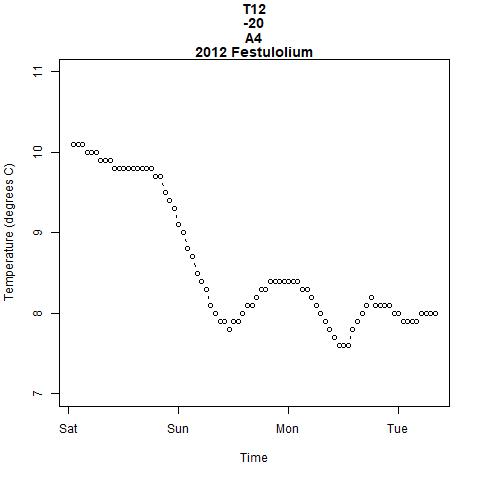 T12
-20
A4
2012 Festulolium
Temperature (degrees C)
11
10
9
8
7
Sat Sun Mon Tue
Time